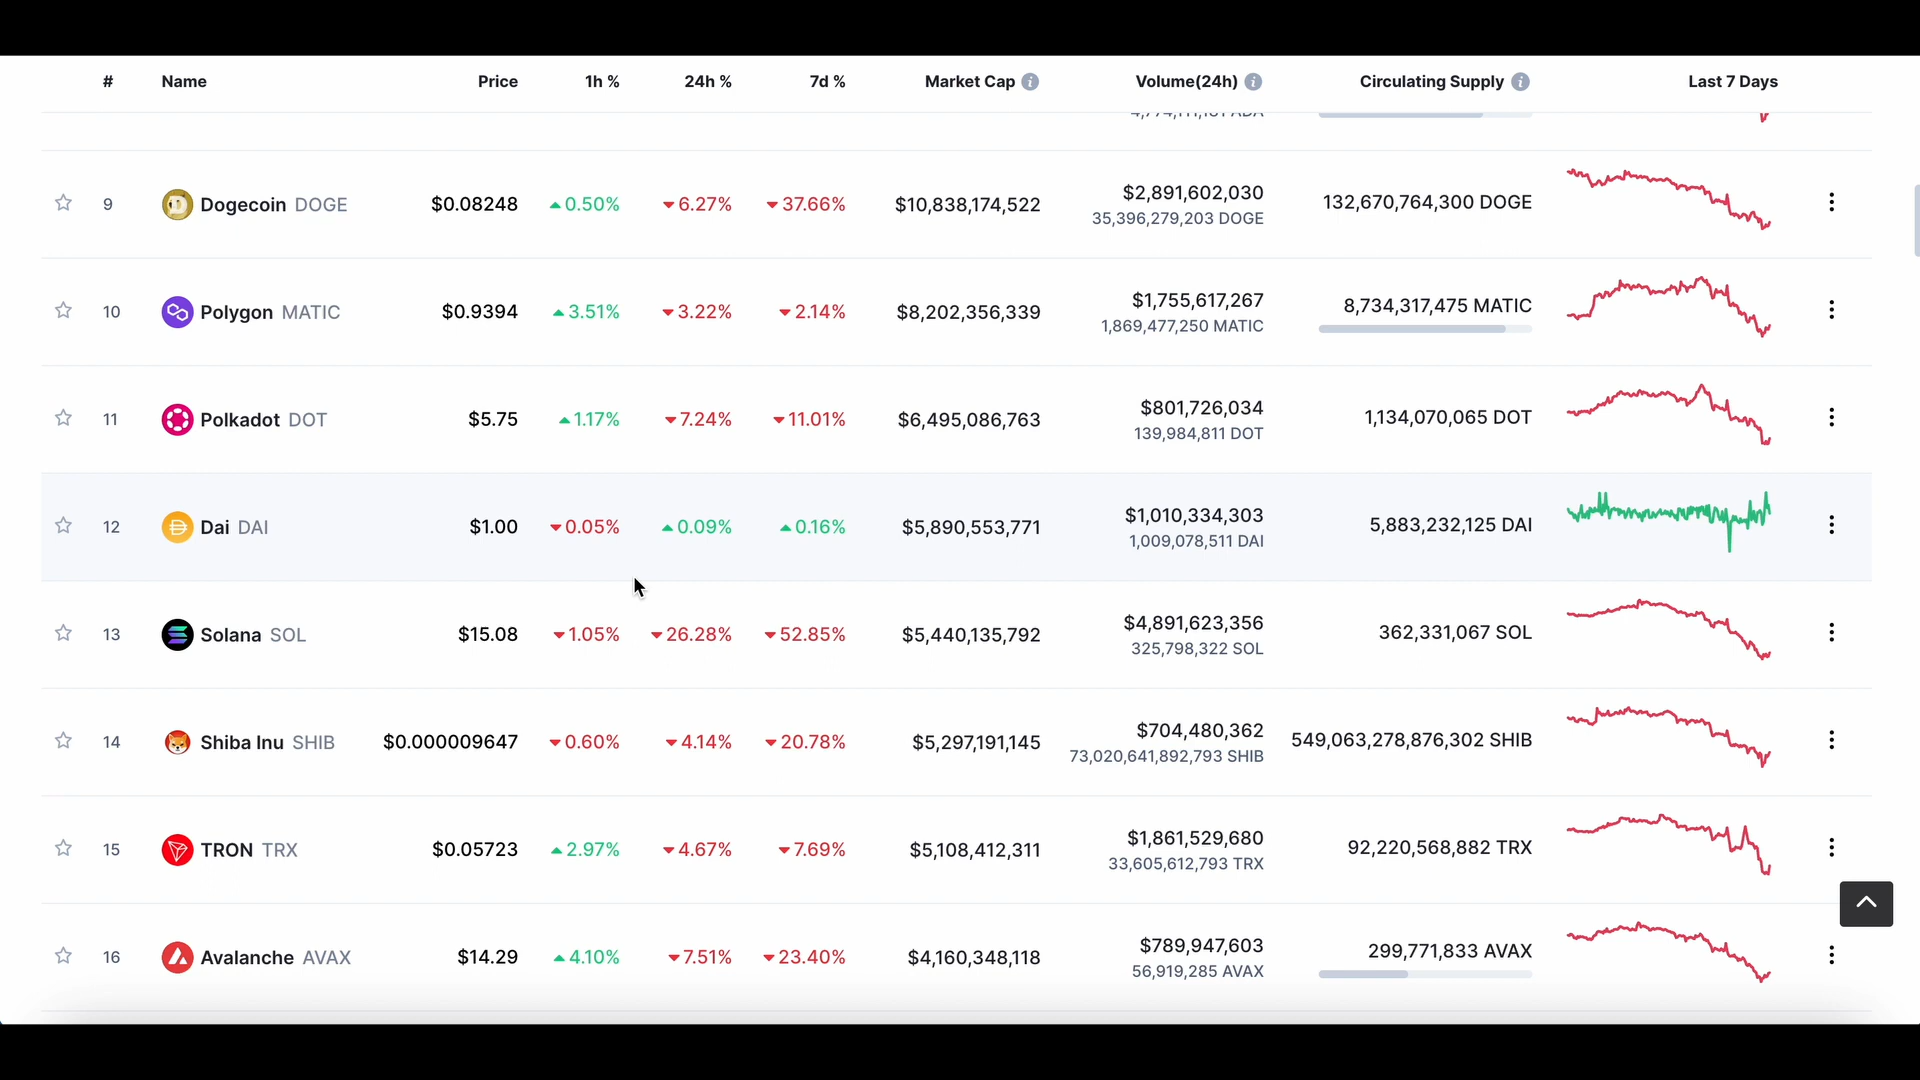 # Name Price 1h % 24h % 7d % Market Cap Volume(24h) Circulating Supply Last 7 Days
9 Dogecoin DOGE $0.08248 0.50% 6.27% 37.66% $10,838,174,522 $2,891,602,030 132,670,764,300 DOGE
35,396,279,203 DOGE
10 Polygon MATIC $0.9394 3.51% 3.22% 2.14% $8,202,356,339 $1,755,617,267 8,734,317,475 MATIC
1,869,477,250 MATIC
11 Polkadot DOT $5.75 1.17% 7.24% 11.01% $6,495,086,763 $801,726,034 1,134,070,065 DOT
139,984,811 DOT
12 Dai DAI $1.00 0.05% 0.09% 0.16% $5,890,553,771 $1,010,334,303 5,883,232,125 DAI
1,009,078,511 DAI
13 Solana SOL $15.08 1.05% 26.28% 52.85% $5,440,135,792 $4,891,623,356 362,331,067 SOL
325,798,322 SOL
14 Shiba Inu SHIB $0.000009647 0.60% 4.14% 20.78% $5,297,191,145 $704,480,362 549,063,278,876,302 SHIB
73,020,641,892,793 SHIB
15 TRON TRX $0.05723 2.97% 4.67% 7.69% $5,108,412,311 $1,861,529,680 92,220,568,882 TRX
33,605,612,793 TRX
16 Avalanche AVAX $14.29 4.10% 7.51% 23.40% $4,160,348,118 $789,947,603 299,771,833 AVAX
56,919,285 AVAX